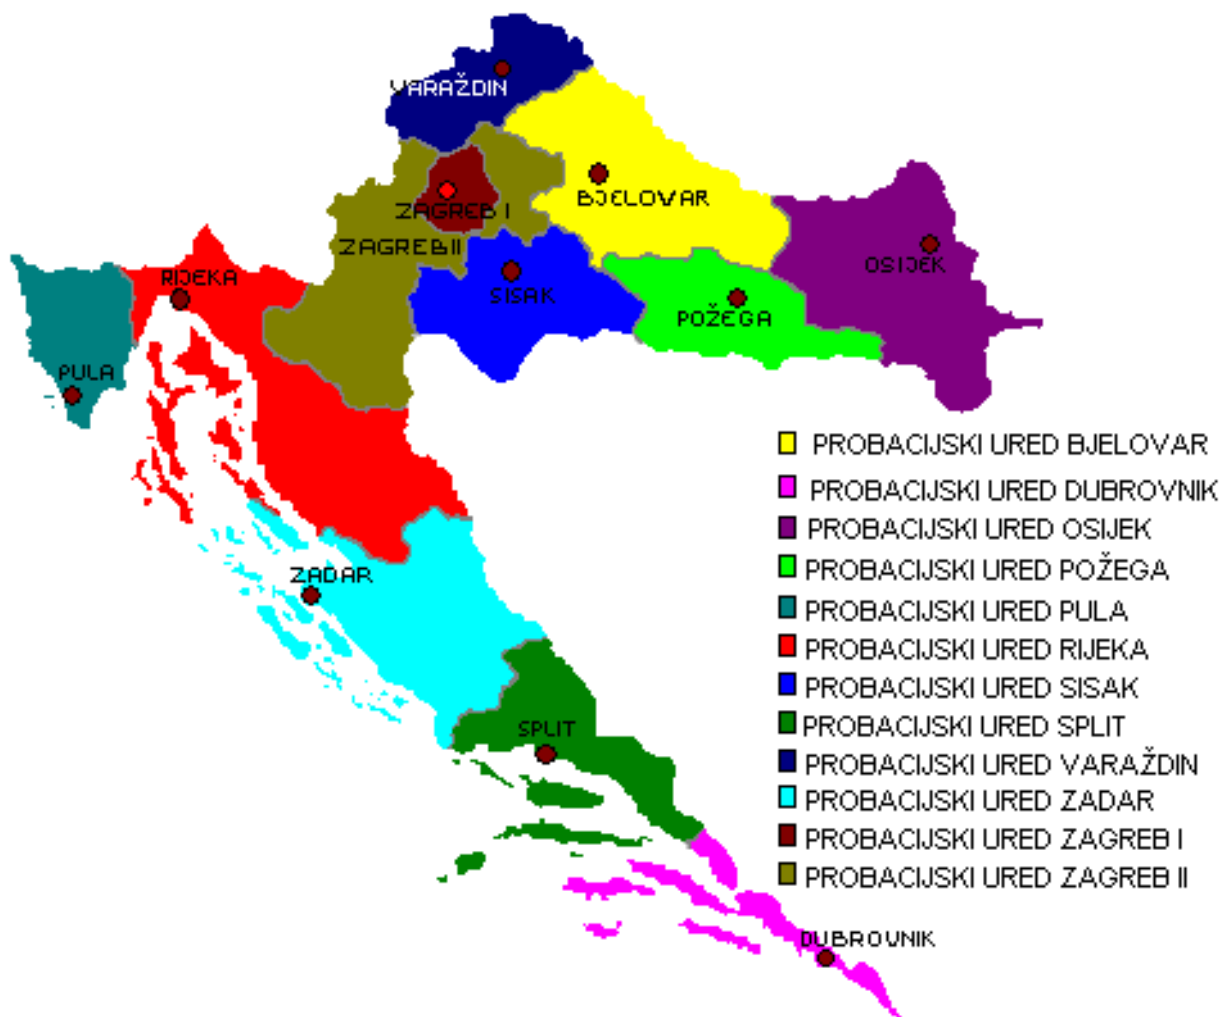 VARAŽDIN
BJELOVAR
ZAGREB I
ZAGREB II
OSIJEK
RIJEKA
SISAK
POŽEGA
PULA
ZADAR
SPLIT
DUBROVNIK
PROBACIJSKI URED BJELOVAR
PROBACIJSKI URED DUBROVNIK
PROBACIJSKI URED OSIJEK
PROBACIJSKI URED POŽEGA
PROBACIJSKI URED PULA
PROBACIJSKI URED RIJEKA
PROBACIJSKI URED SISAK
PROBACIJSKI URED SPLIT
PROBACIJSKI URED VARAŽDIN
PROBACIJSKI URED ZADAR
PROBACIJSKI URED ZAGREB I
PROBACIJSKI URED ZAGREB II